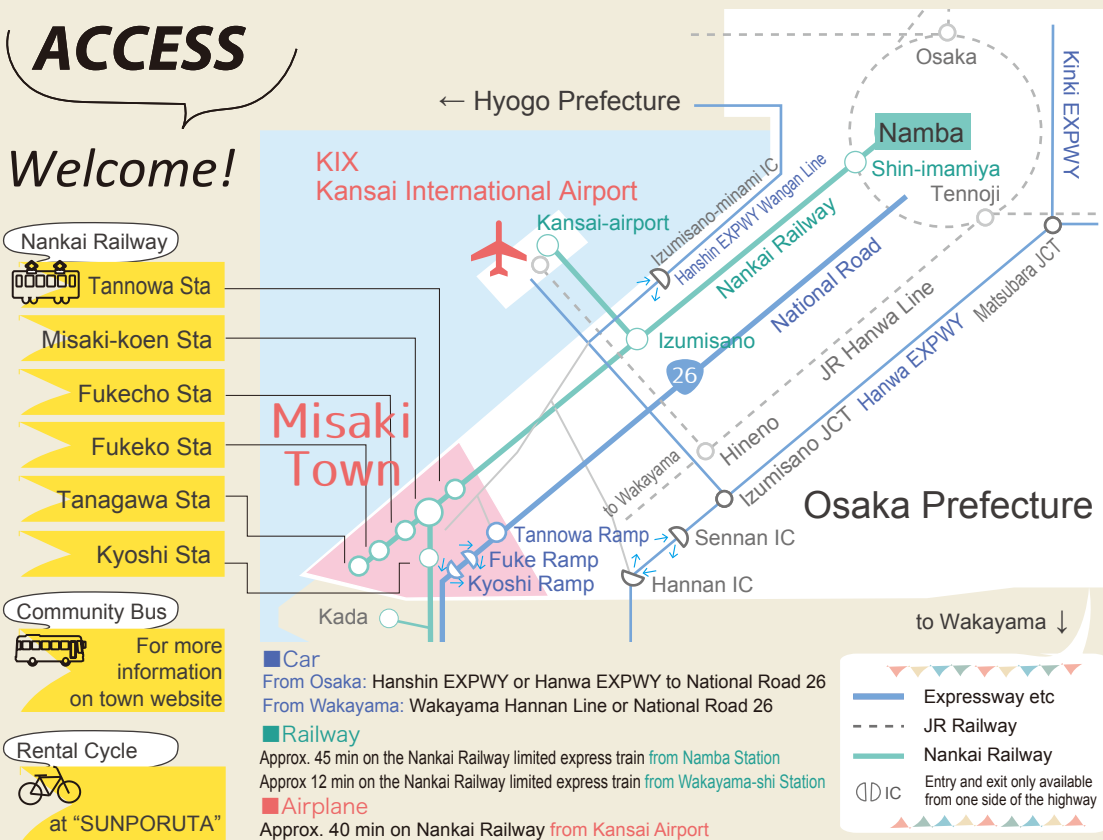 ACCESS
Welcome!
Nankai Railway
Tannowa Sta
Misaki-koen Sta
Fukecho Sta
Fukeko Sta
Tanagawa Sta
Kyoshi Sta
Community Bus
For more
information
on town website
Rental Cycle
at “SUNPORUTA”
← Hyogo Prefecture
KIX
Kansai International Airport
Kansai-airport
Izumisano-minami IC
Hanshin EXPWY Wangan Line
Osaka
Kinki EXPWY
Namba
Shin-imamiya
Tennoji
Nankai Railway
National Road
26
Izumisano
JR Hanwa Line
Hanwa EXPWY
Matsubara JCT
Misaki
Town
Hineno
to Wakayama
Izumisano JCT
Osaka Prefecture
Tannowa Ramp
Fuke Ramp
Kyoshi Ramp
Sennan IC
Hannan IC
Kada
to Wakayama ↓
■Car
From Osaka: Hanshin EXPWY or Hanwa EXPWY to National Road 26
From Wakayama: Wakayama Hannan Line or National Road 26
■Railway
Approx. 45 min on the Nankai Railway limited express train from Namba Station
Approx 12 min on the Nankai Railway limited express train from Wakayama-shi Station
■Airplane
Approx. 40 min on Nankai Railway from Kansai Airport
Expressway etc
JR Railway
Nankai Railway
IC
Entry and exit only available
from one side of the highway